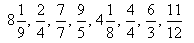 8 1/9, 2/4, 7/7, 9/5, 4 1/8, 4/4, 6/3, 11/12